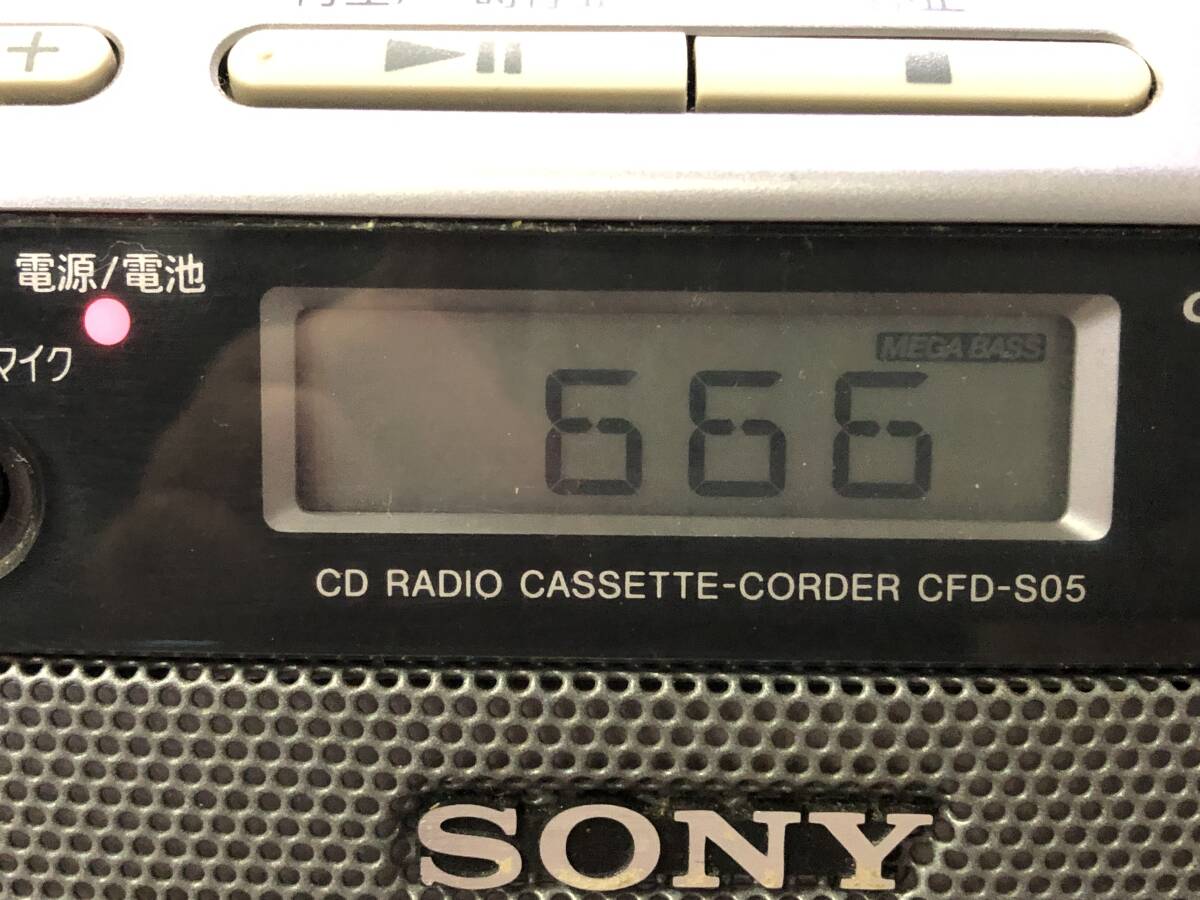 電源/電池
マイク
MEGA BASS
666
CD RADIO CASSETTE-CORDER CFD-S05
SONY